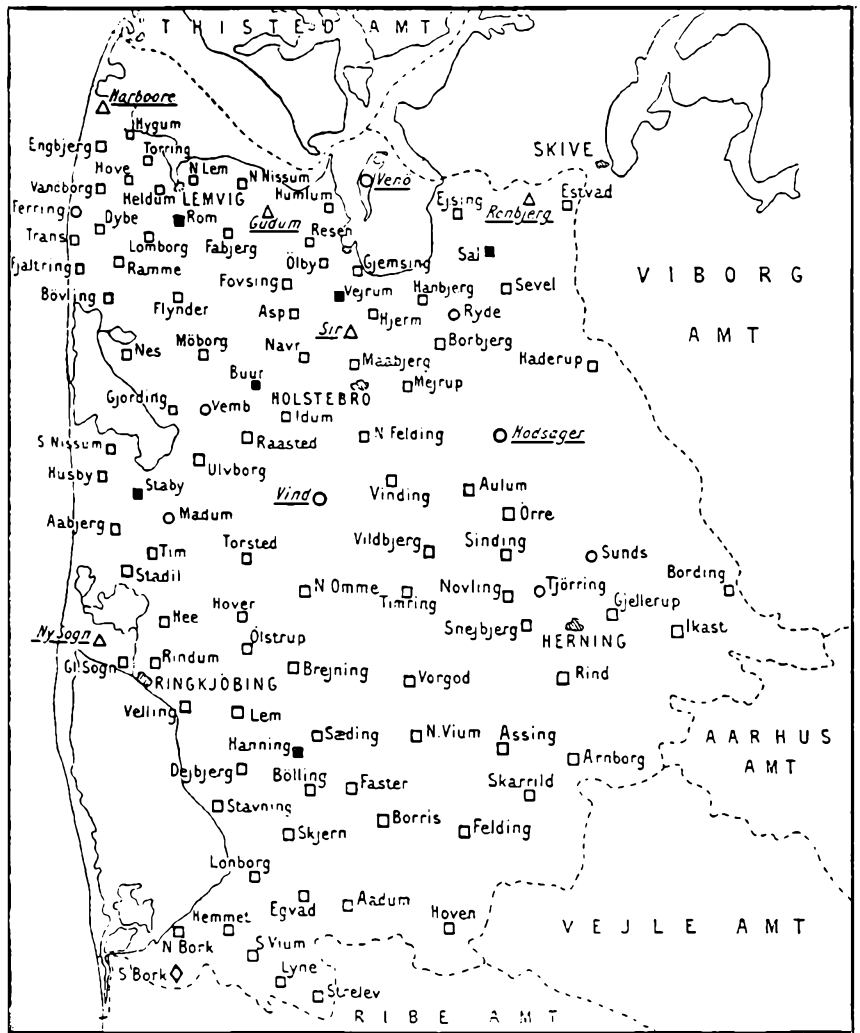 THISTED AMT
Harboøre
Hygum
Engbjerg
Torring
SKIVE
Hove
N Lem
N Nissum
Venö
Vandborg
Heldum
LEMVIG
Humlum
Ejsing
Rønbjerg
Estvad
Ferring
Dybe
Rom
Gudum
Trans
Lomborg
Fabjerg
Resen
Sal
Fjaltring
Ramme
Ölby
Gjemsing
VIBORG
Fovsing
Vejrum
Hanbjerg
Sevel
Bövling
Flynder
Asp
Hjerm
Ryde
AMT
Sir
Nes
Möborg
Navr
Borbjerg
Maabjerg
Haderup
Buur
HOLSTEBRO
Mejrup
Gjording
Vemb
Idum
Raasted
N Felding
Hodsager
S Nissum
Ulvborg
Husby
Staby
Vind
Vinding
Aulum
Madum
Örre
Aabjerg
Tim
Torsted
Vildbjerg
Sinding
Sunds
Stadil
Bording
N Omme
Timring
Novling
Tjörring
Gjellerup
Hee
Hover
Snejbjerg
HERNING
Ikast
Ny Sogn
Ölstrup
Gl. Sogn
Rindum
Brejning
Vorgod
Rind
RINGKJÖBING
Velling
Lem
Sæding
N. Vium
Assing
AARHUS
Hanning
Arnborg
AMT
Dejbjerg
Bölling
Faster
Skarrild
Stavning
Borris
Skjern
Felding
Lonborg
Egvad
Aadum
Hoven
VEJLE AMT
Hemmet
N Bork
S Vium
S Bork
Lyne
Strelev
RIBE AMT